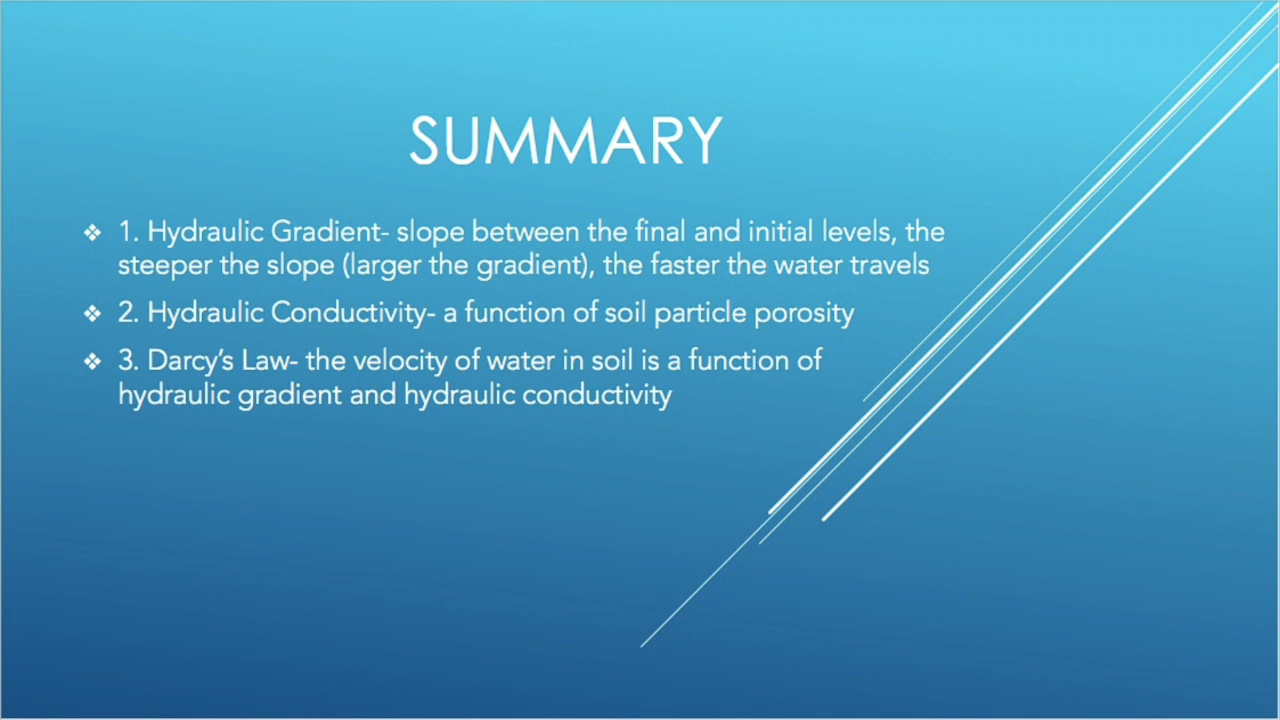 SUMMARY
❖ 1. Hydraulic Gradient- slope between the final and initial levels, the
steeper the slope (larger the gradient), the faster the water travels
❖ 2. Hydraulic Conductivity- a function of soil particle porosity
❖ 3. Darcy’s Law- the velocity of water in soil is a function of
hydraulic gradient and hydraulic conductivity